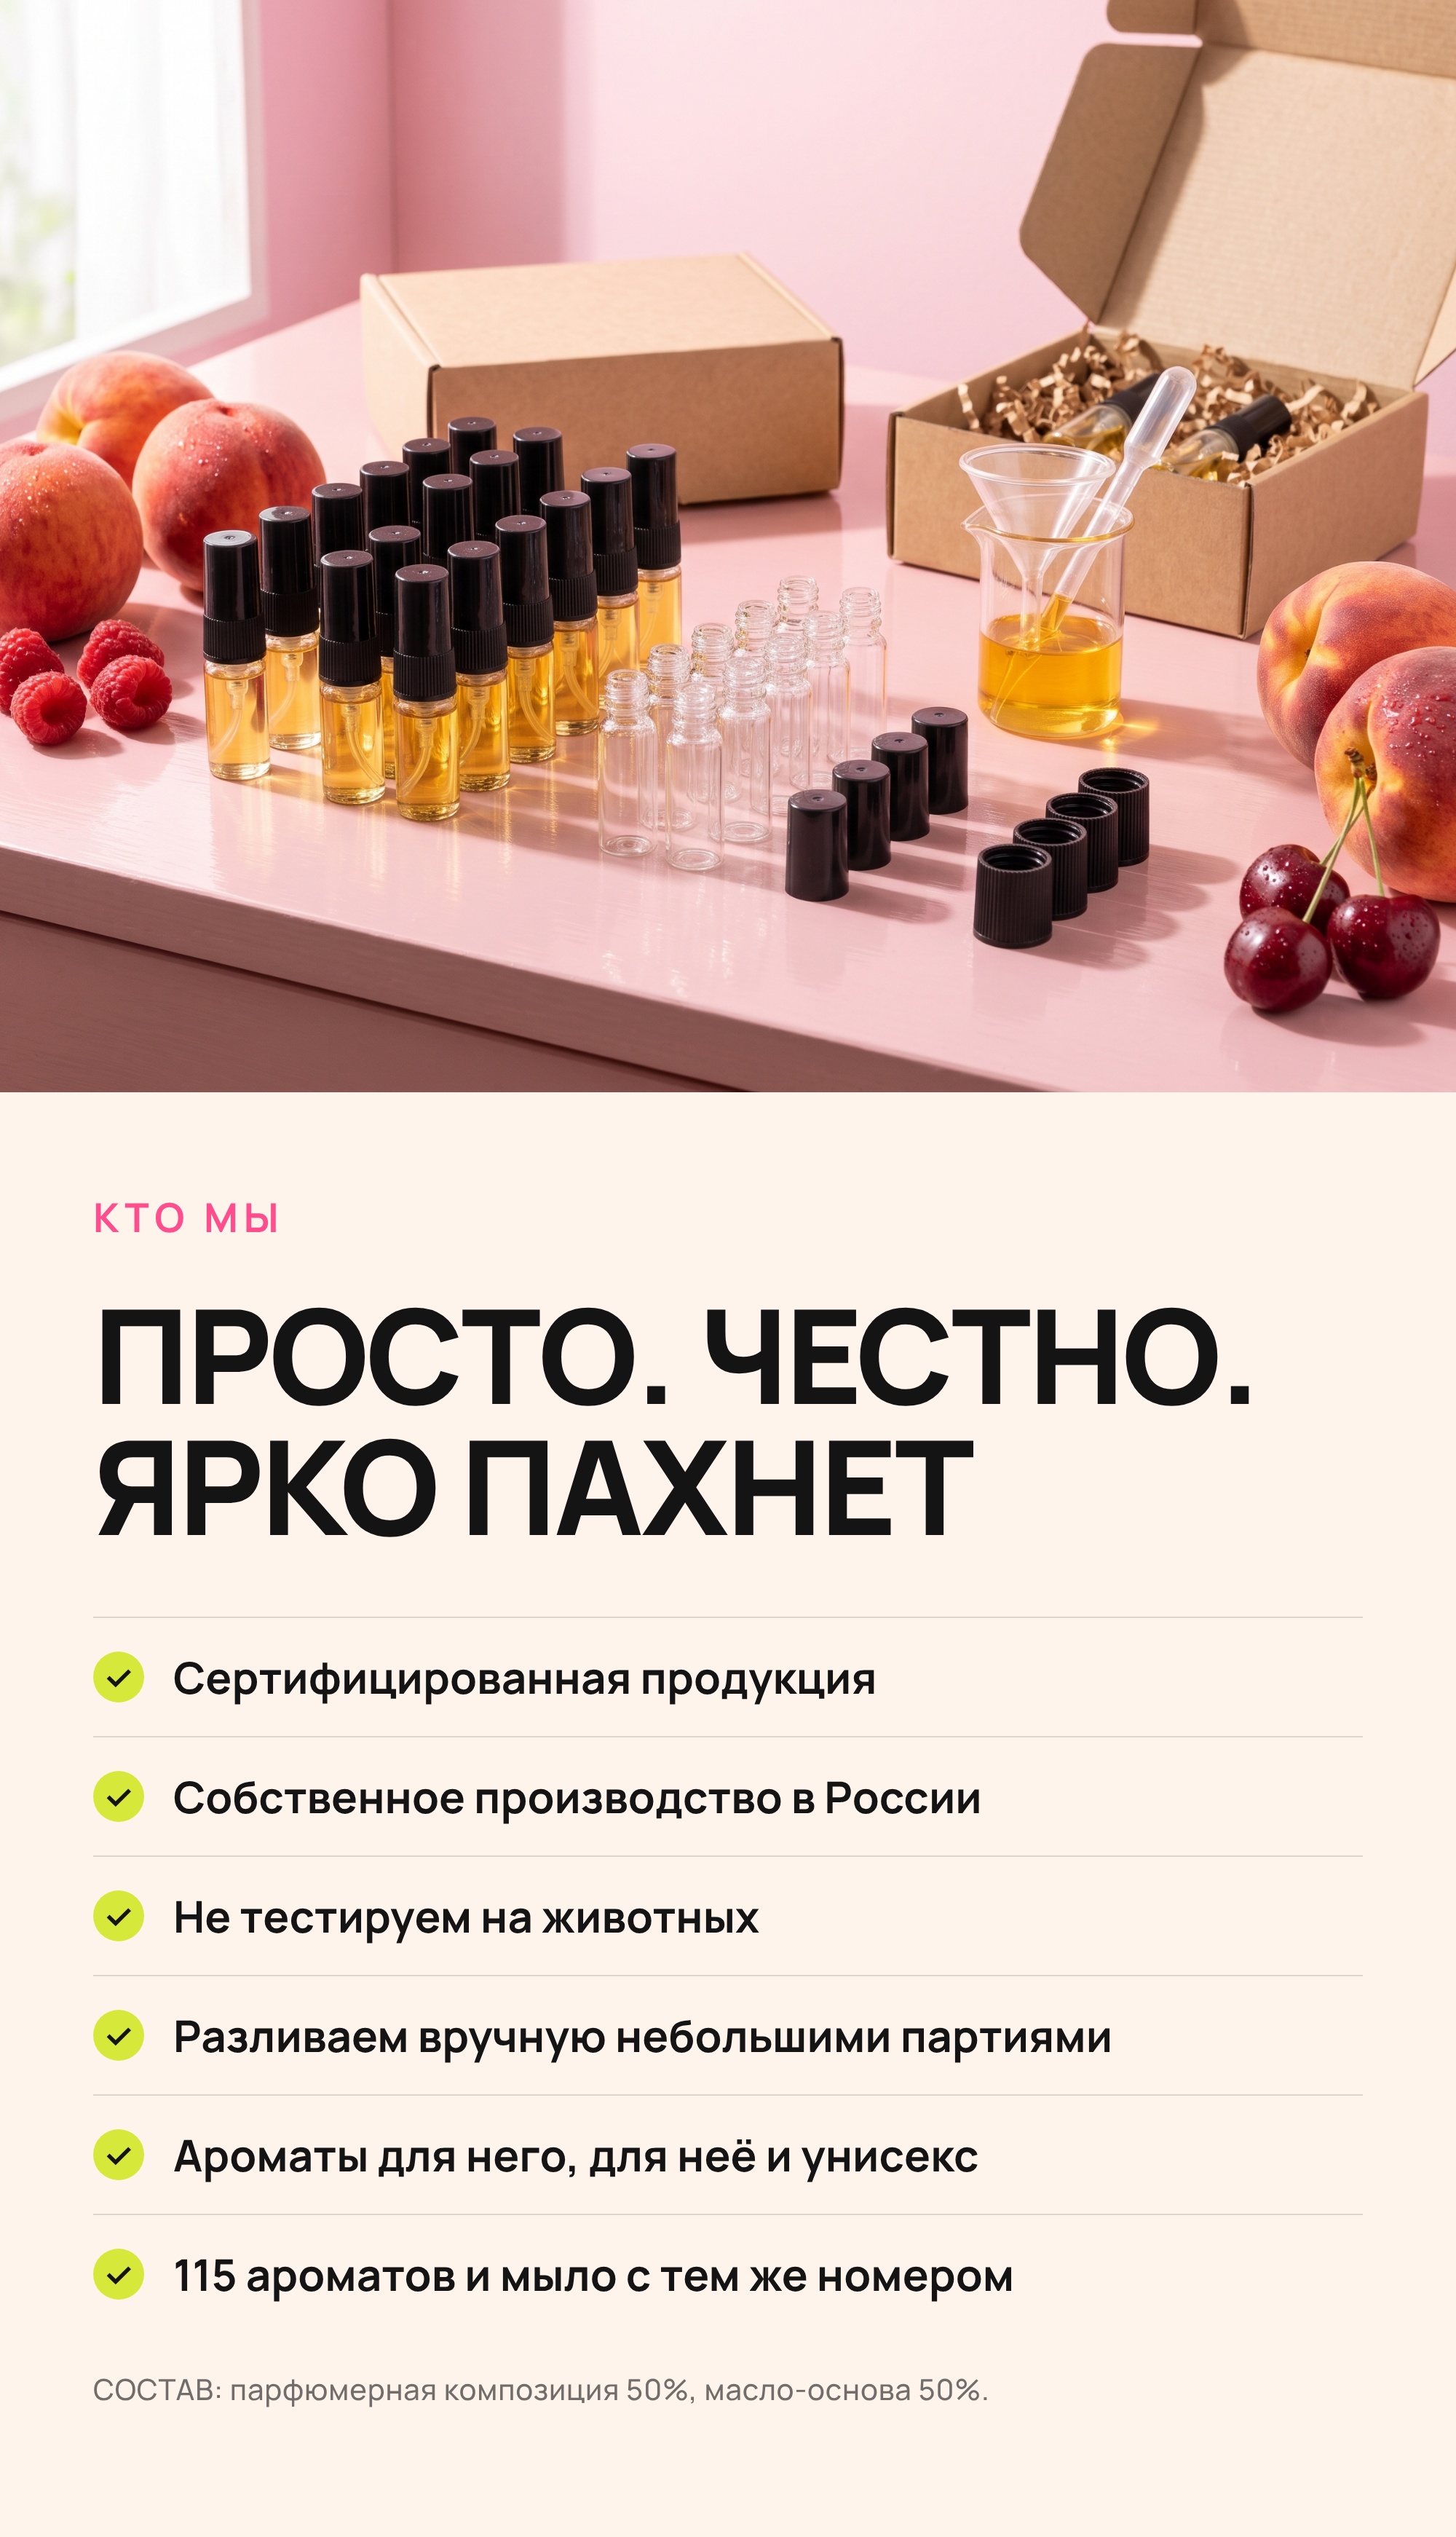 КТО МЫ
ПРОСТО. ЧЕСТНО.
ЯРКО ПАХНЕТ
Сертифицированная продукция
Собственное производство в России
Не тестируем на животных
Разливаем вручную небольшими партиями
Ароматы для него, для неё и унисекс
115 ароматов и мыло с тем же номером
СОСТАВ: парфюмерная композиция 50%, масло-основа 50%.